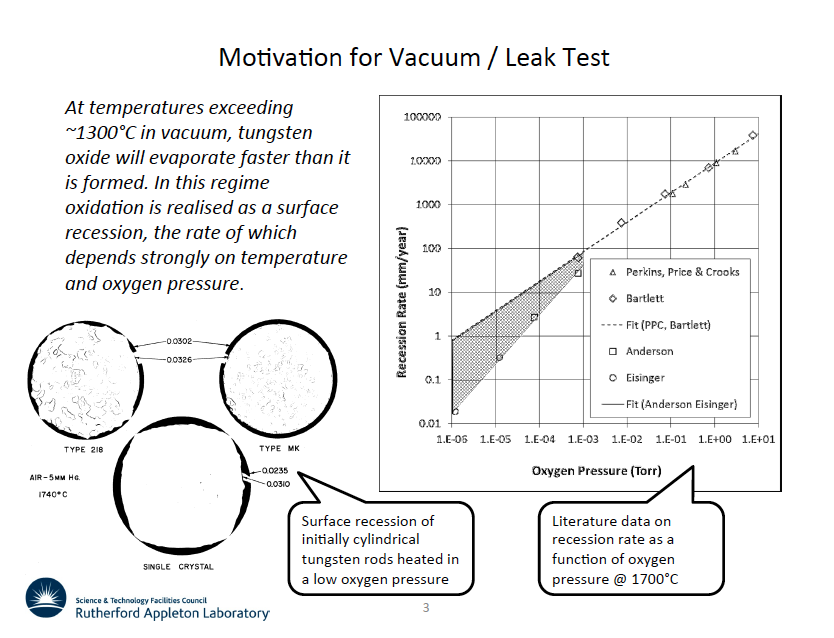 Motivation for Vacuum / Leak Test
At temperatures exceeding
~1300°C in vacuum, tungsten
oxide will evaporate faster than it
is formed. In this regime
oxidation is realised as a surface
recession, the rate of which
depends strongly on temperature
and oxygen pressure.
0.0302
0.0326
TYPE 218
TYPE MK
AIR-5MM HG.
1740°C
0.0235
0.0310
SINGLE CRYSTAL
Recession Rate (mm/year)
100000
10000
1000
100
10
1
0.1
0.01
1.E-06 1.E-05 1.E-04 1.E-03 1.E-02 1.E-01 1.E+00 1.E+01
Oxygen Pressure (Torr)
Perkins, Price & Crooks
Bartlett
Fit (PPC, Bartlett)
Anderson
Eisinger
Fit (Anderson Eisinger)
Surface recession of
initially cylindrical
tungsten rods heated in
a low oxygen pressure
Literature data on
recession rate as a
function of oxygen
pressure @ 1700°C
Science & Technology Facilities Council
Rutherford Appleton Laboratory
3